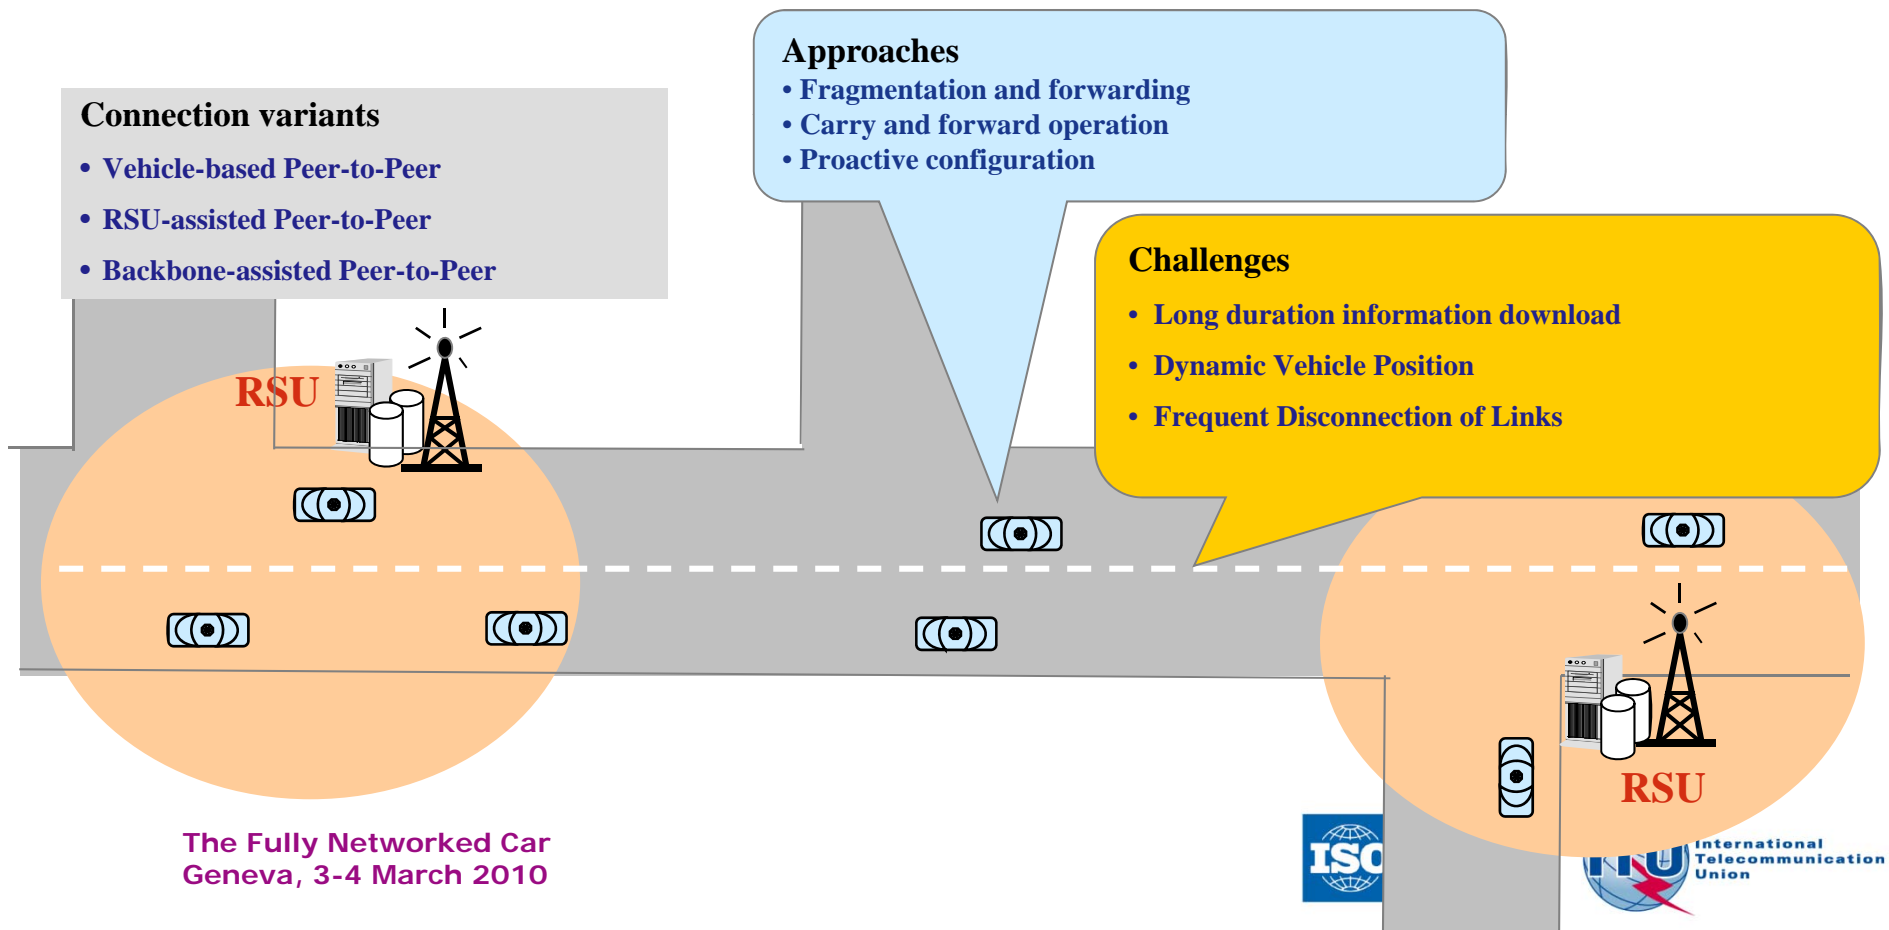 Approaches
• Fragmentation and forwarding
• Carry and forward operation
• Proactive configuration
Connection variants
• Vehicle-based Peer-to-Peer
• RSU-assisted Peer-to-Peer
• Backbone-assisted Peer-to-Peer
Challenges
• Long duration information download
• Dynamic Vehicle Position
• Frequent Disconnection of Links
RSU
RSU
The Fully Networked Car
Geneva, 3-4 March 2010
ISO
ITU
International
Telecommunication
Union